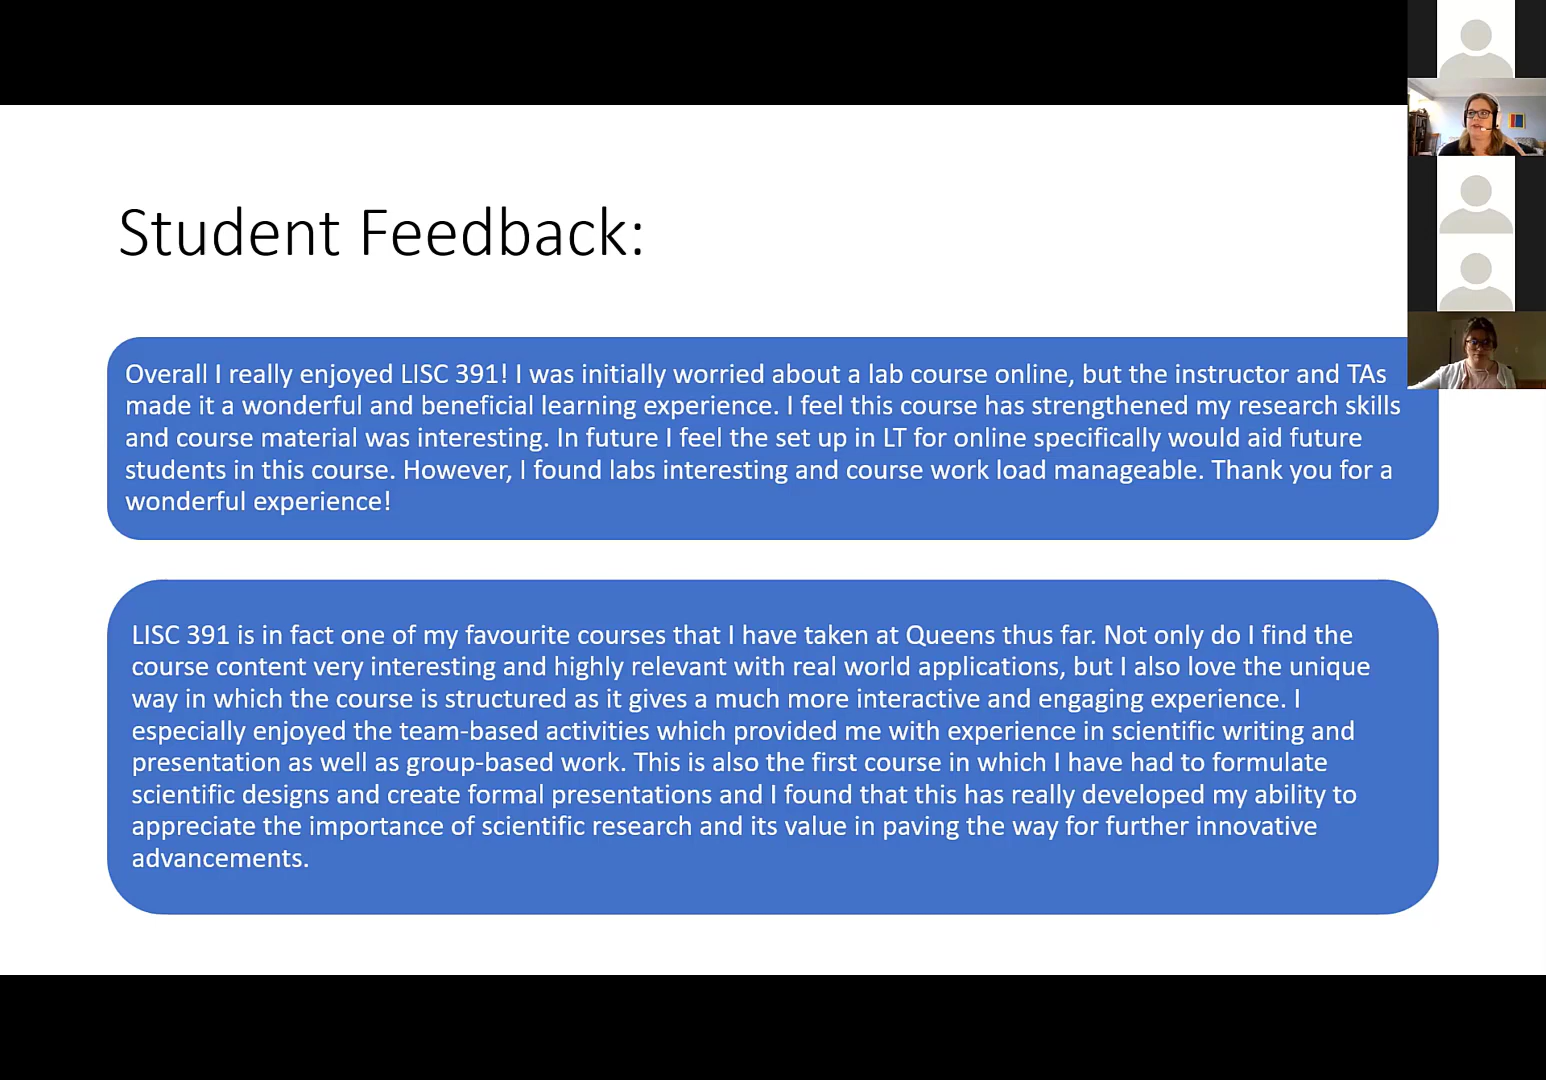 Student Feedback:
Overall I really enjoyed LISC 391! I was initially worried about a lab course online, but the instructor and TAs
made it a wonderful and beneficial learning experience. I feel this course has strengthened my research skills
and course material was interesting. In future I feel the set up in LT for online specifically would aid future
students in this course. However, I found labs interesting and course work load manageable. Thank you for a
wonderful experience!
LISC 391 is in fact one of my favourite courses that I have taken at Queens thus far. Not only do I find the
course content very interesting and highly relevant with real world applications, but I also love the unique
way in which the course is structured as it gives a much more interactive and engaging experience. I
especially enjoyed the team-based activities which provided me with experience in scientific writing and
presentation as well as group-based work. This is also the first course in which I have had to formulate
scientific designs and create formal presentations and I found that this has really developed my ability to
appreciate the importance of scientific research and its value in paving the way for further innovative
advancements.